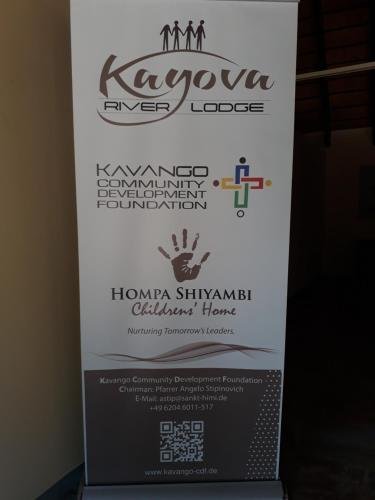 Kayova
RIVER LODGE
KAVANGO
COMMUNITY
DEVELOPMENT
FOUNDATION
HOMPA SHIYAMBI
Childrens' Home
Nurturing Tomorrow's Leaders.
Kavango Community Development Foundation
Chairman: Pfarrer Angelo Stipinovich
E-Mail: astip@sankt-himi.de
+49 6204 6011-517
www.kavango-cdf.de